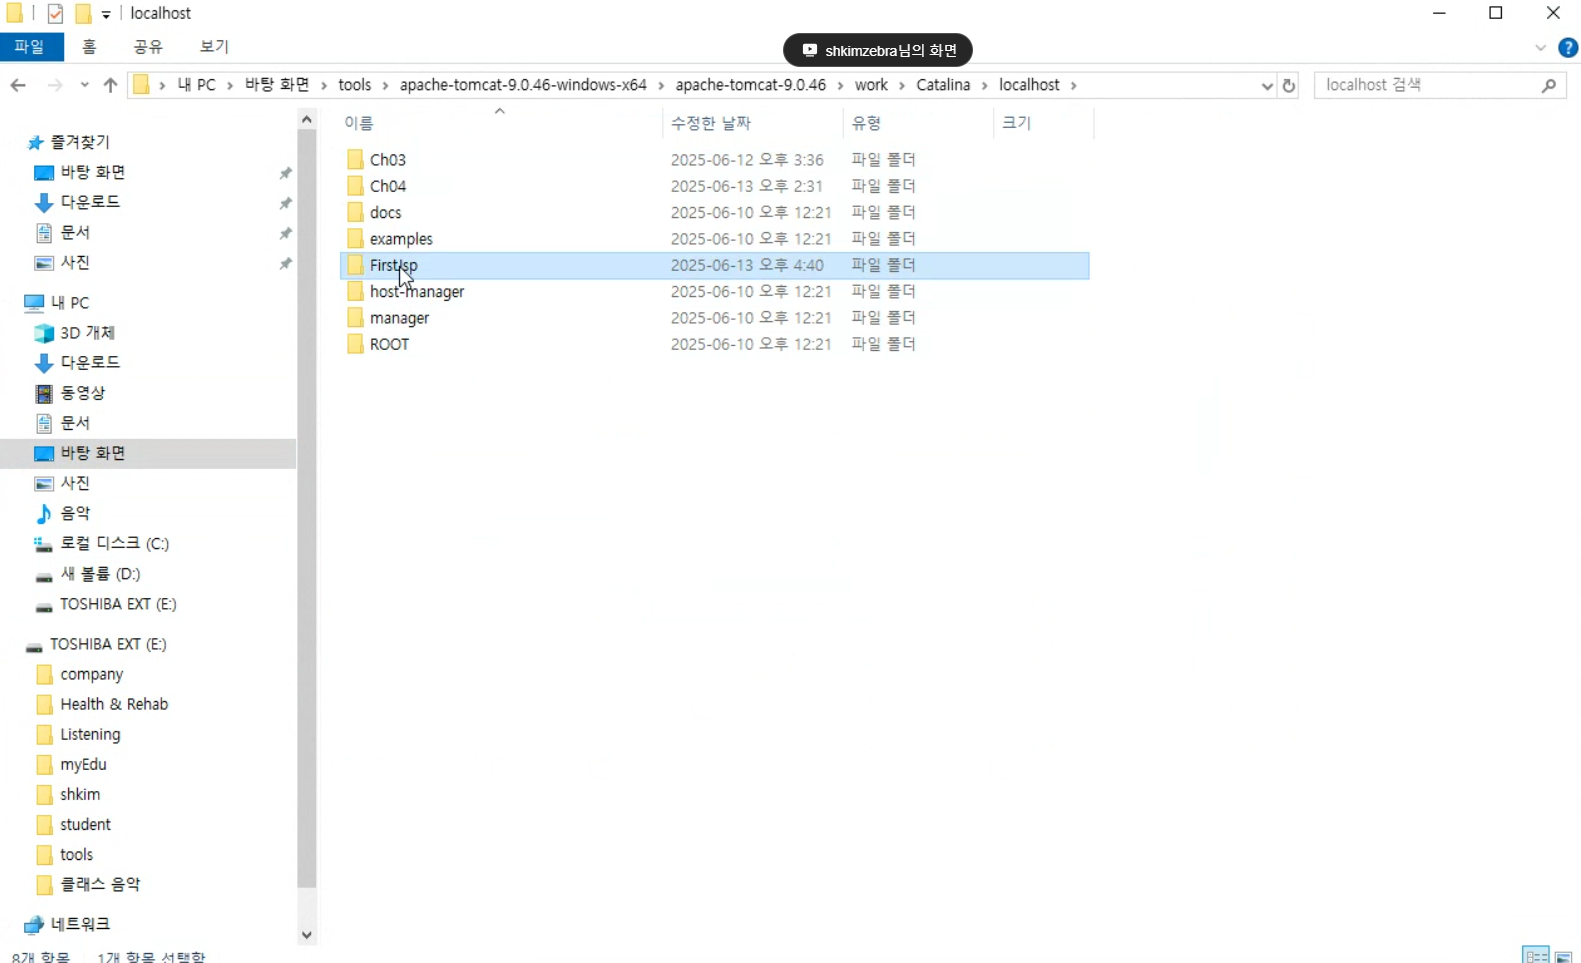 localhost
파일 홈 공유 보기
shkimzebra님의 화면
내 PC 바탕 화면 tools apache-tomcat-9.0.46-windows-x64 apache-tomcat-9.0.46 work Catalina localhost
localhost 검색
이름 수정한 날짜 유형 크기
Ch03 2025-06-12 오후 3:36 파일 폴더
Ch04 2025-06-13 오후 2:31 파일 폴더
docs 2025-06-10 오후 12:21 파일 폴더
examples 2025-06-10 오후 12:21 파일 폴더
FirstJsp 2025-06-13 오후 4:40 파일 폴더
host-manager 2025-06-10 오후 12:21 파일 폴더
manager 2025-06-10 오후 12:21 파일 폴더
ROOT 2025-06-10 오후 12:21 파일 폴더
즐겨찾기
바탕 화면
다운로드
문서
사진
내 PC
3D 개체
다운로드
동영상
문서
바탕 화면
사진
음악
로컬 디스크 (C:)
새 볼륨 (D:)
TOSHIBA EXT (E:)
TOSHIBA EXT (E:)
company
Health & Rehab
Listening
myEdu
shkim
student
tools
클래스 음악
네트워크
8개 항목 1개 항목 선택함